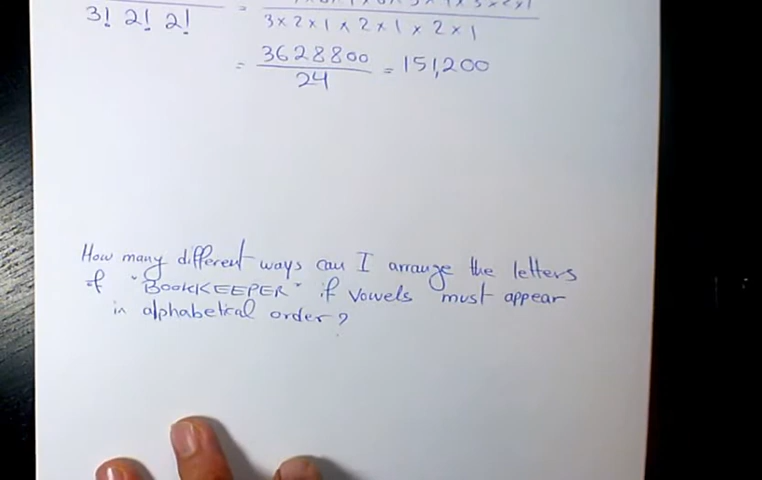 3! 2! 2! = 3×2×1×2×1×2×1
= 3628800 / 24 = 151,200
How many different ways can I arrange the letters
of "BOOKKEEPER" if vowels must appear
in alphabetical order?